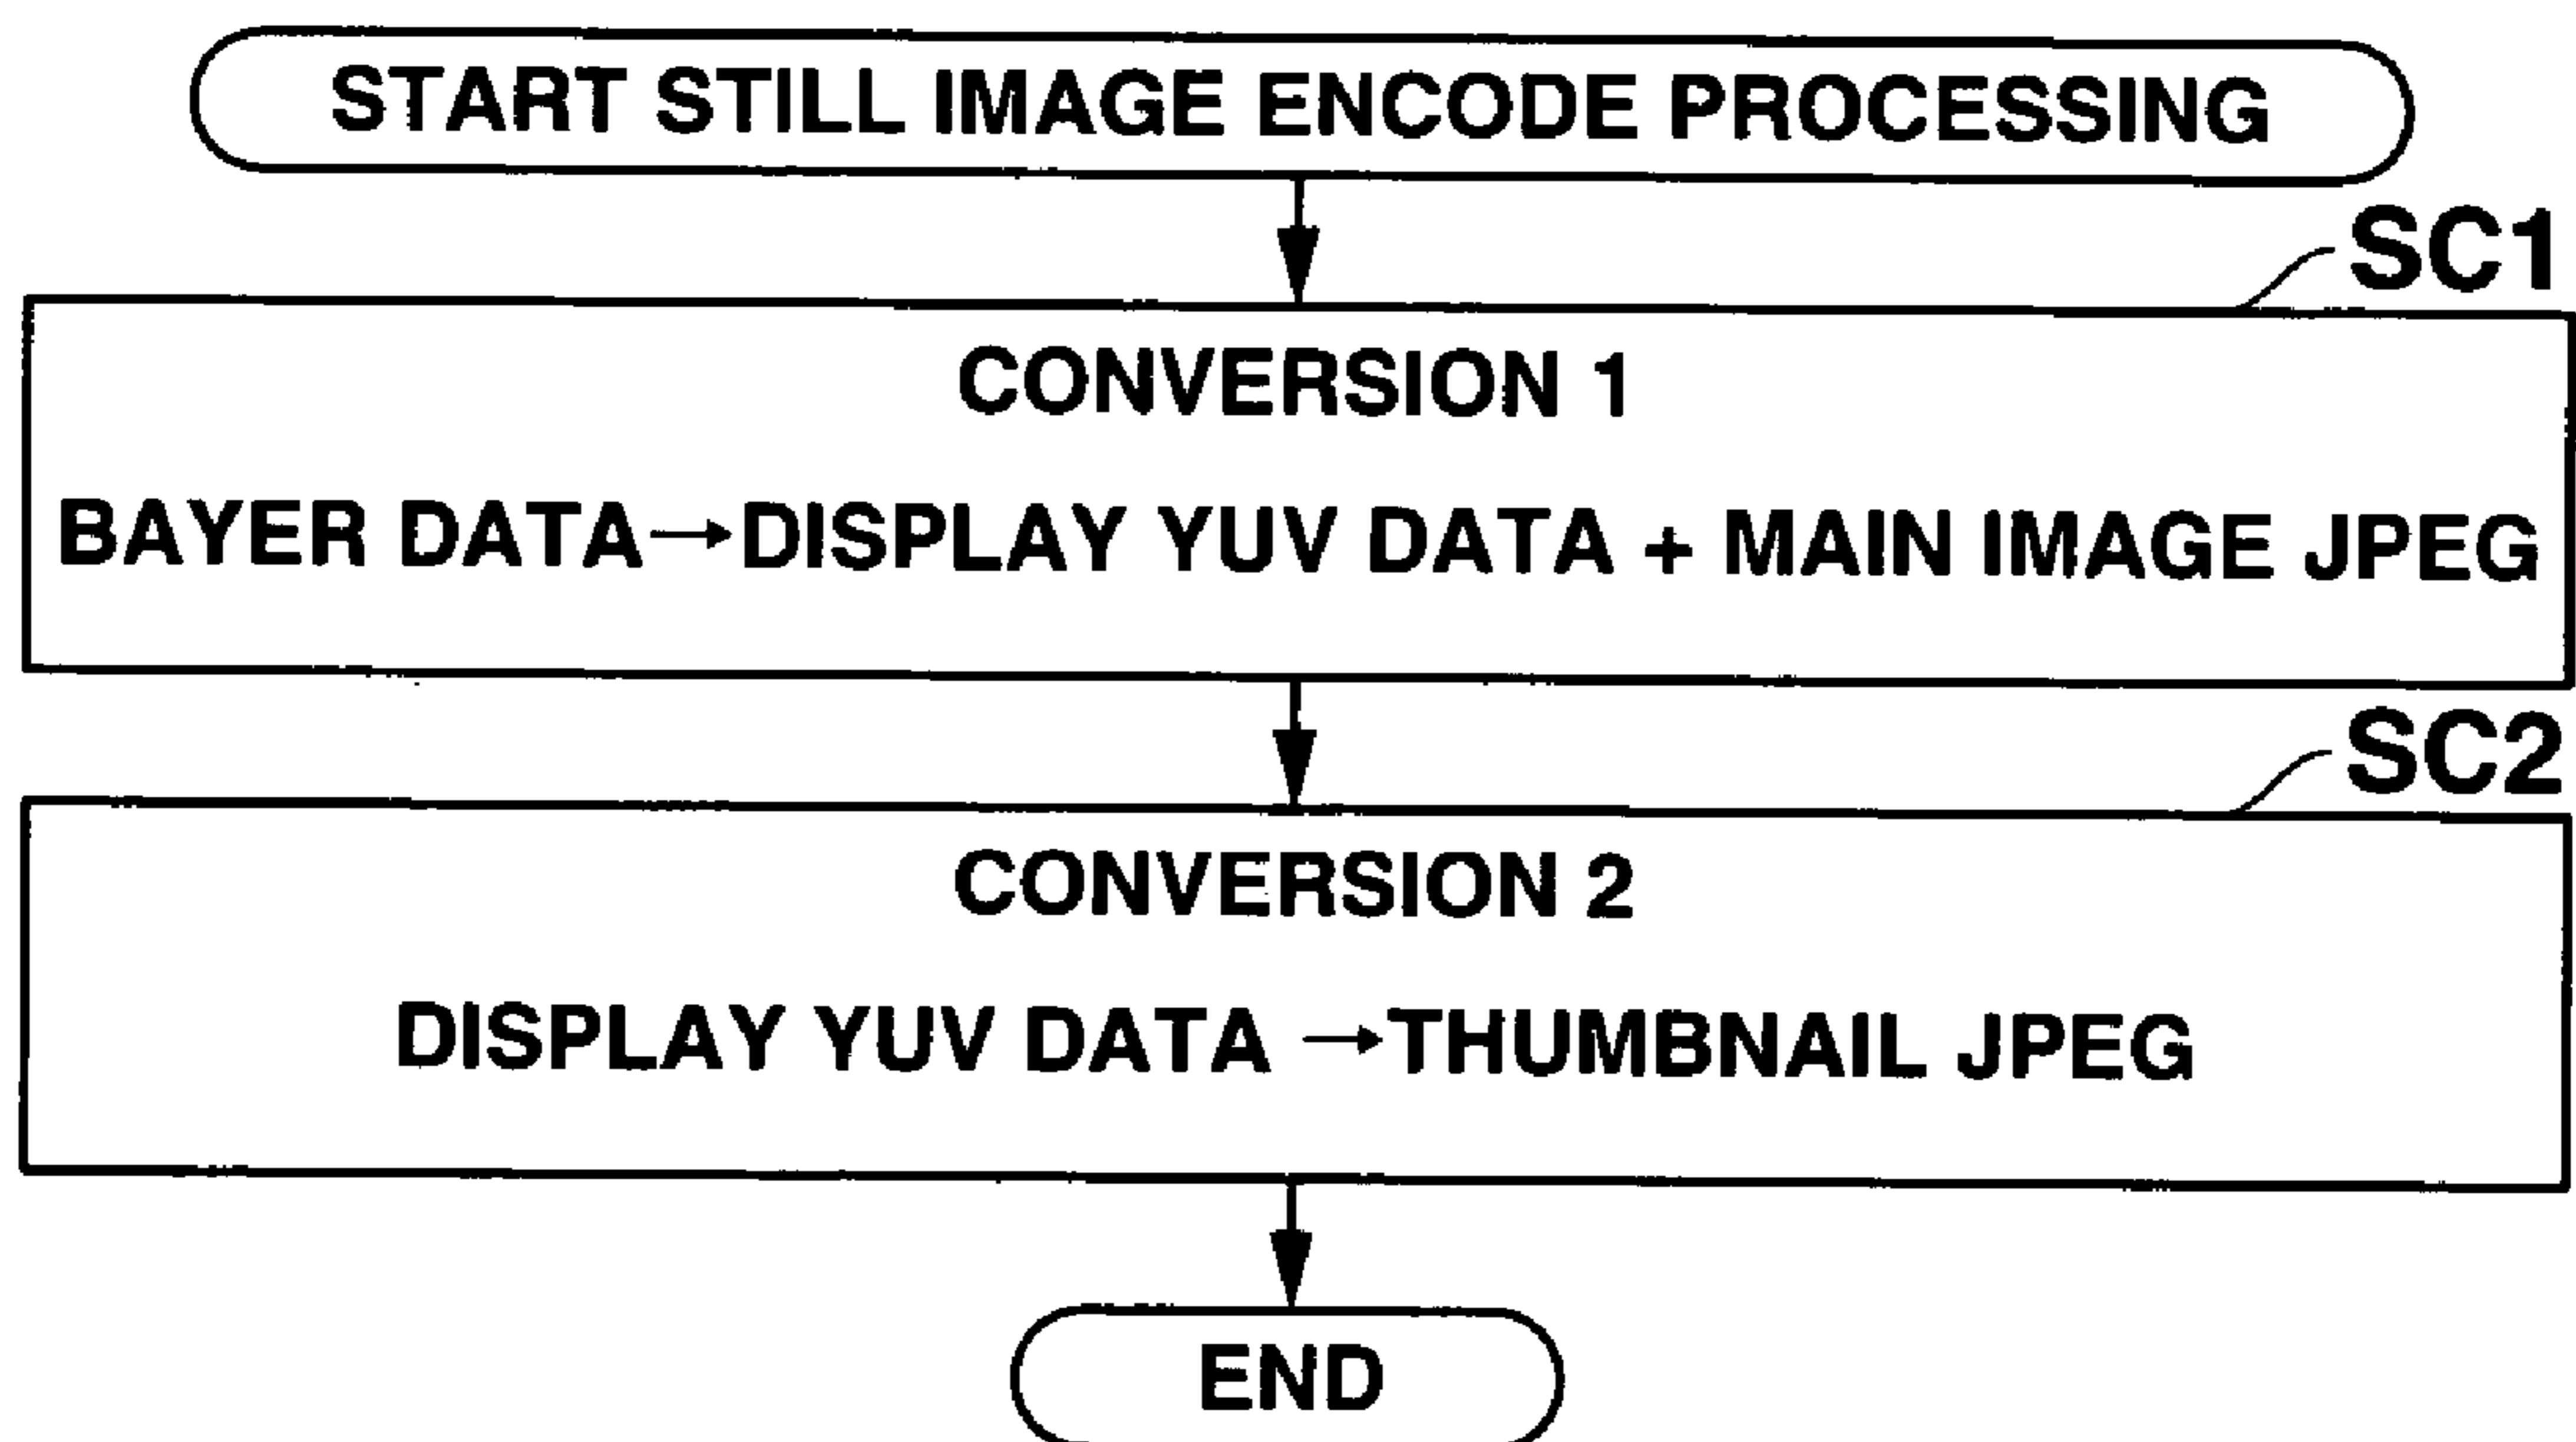 START STILL IMAGE ENCODE PROCESSING
SC1
CONVERSION 1
BAYER DATA→DISPLAY YUV DATA + MAIN IMAGE JPEG
SC2
CONVERSION 2
DISPLAY YUV DATA →THUMBNAIL JPEG
END